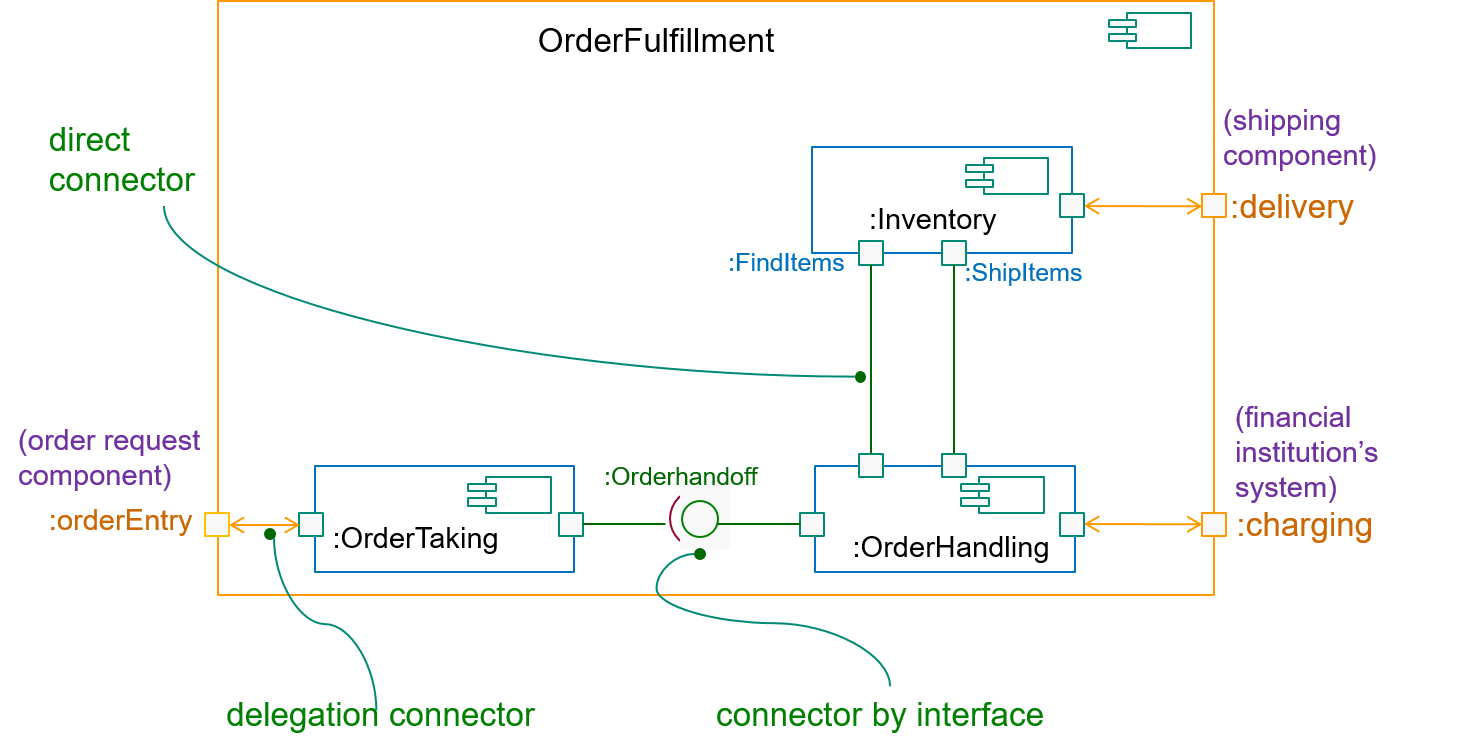 OrderFulfillment
direct
connector
(shipping
component)
:delivery
:Inventory
:FindItems
:ShipItems
(order request
component)
:orderEntry
:OrderTaking
:Orderhandoff
:OrderHandling
(financial
institution’s
system)
:charging
delegation connector
connector by interface